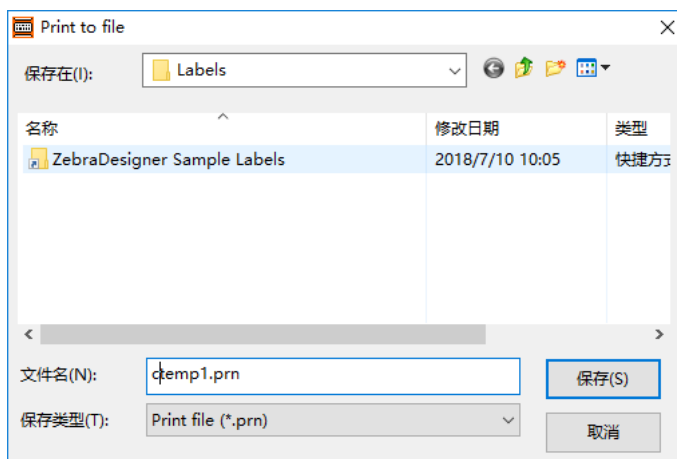 Print to file
保存在(I): Labels
名称 修改日期 类型
ZebraDesigner Sample Labels 2018/7/10 10:05 快捷方式
文件名(N): ctemp1.prn 保存(S)
保存类型(T): Print file (*.prn) 取消